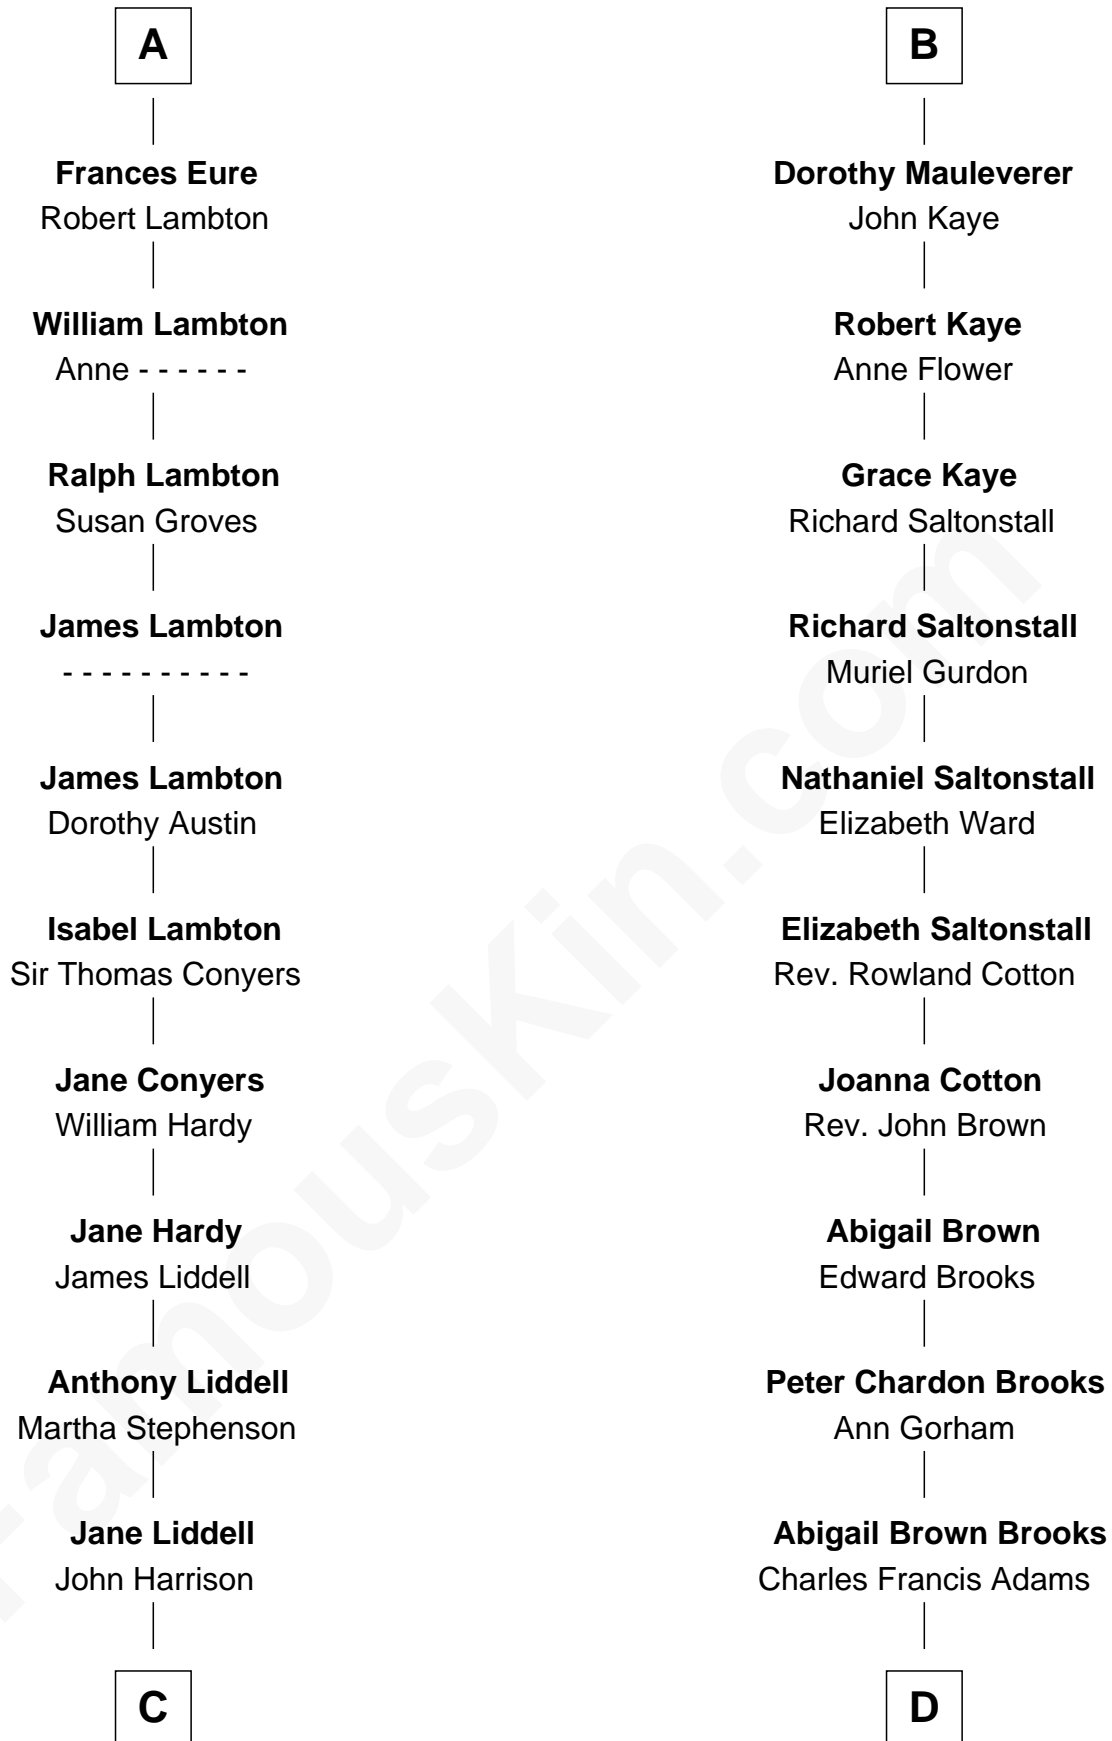 A
Frances Eure
Robert Lambton
William Lambton
Anne - - - - - -
Ralph Lambton
Susan Groves
James Lambton
- - - - - - - - - -
James Lambton
Dorothy Austin
Isabel Lambton
Sir Thomas Conyers
Jane Conyers
William Hardy
Jane Hardy
James Liddell
Anthony Liddell
Martha Stephenson
Jane Liddell
John Harrison
C
B
Dorothy Mauleverer
John Kaye
Robert Kaye
Anne Flower
Grace Kaye
Richard Saltonstall
Richard Saltonstall
Muriel Gurdon
Nathaniel Saltonstall
Elizabeth Ward
Elizabeth Saltonstall
Rev. Rowland Cotton
Joanna Cotton
Rev. John Brown
Abigail Brown
Edward Brooks
Peter Chardon Brooks
Ann Gorham
Abigail Brown Brooks
Charles Francis Adams
D
FamousKin.com